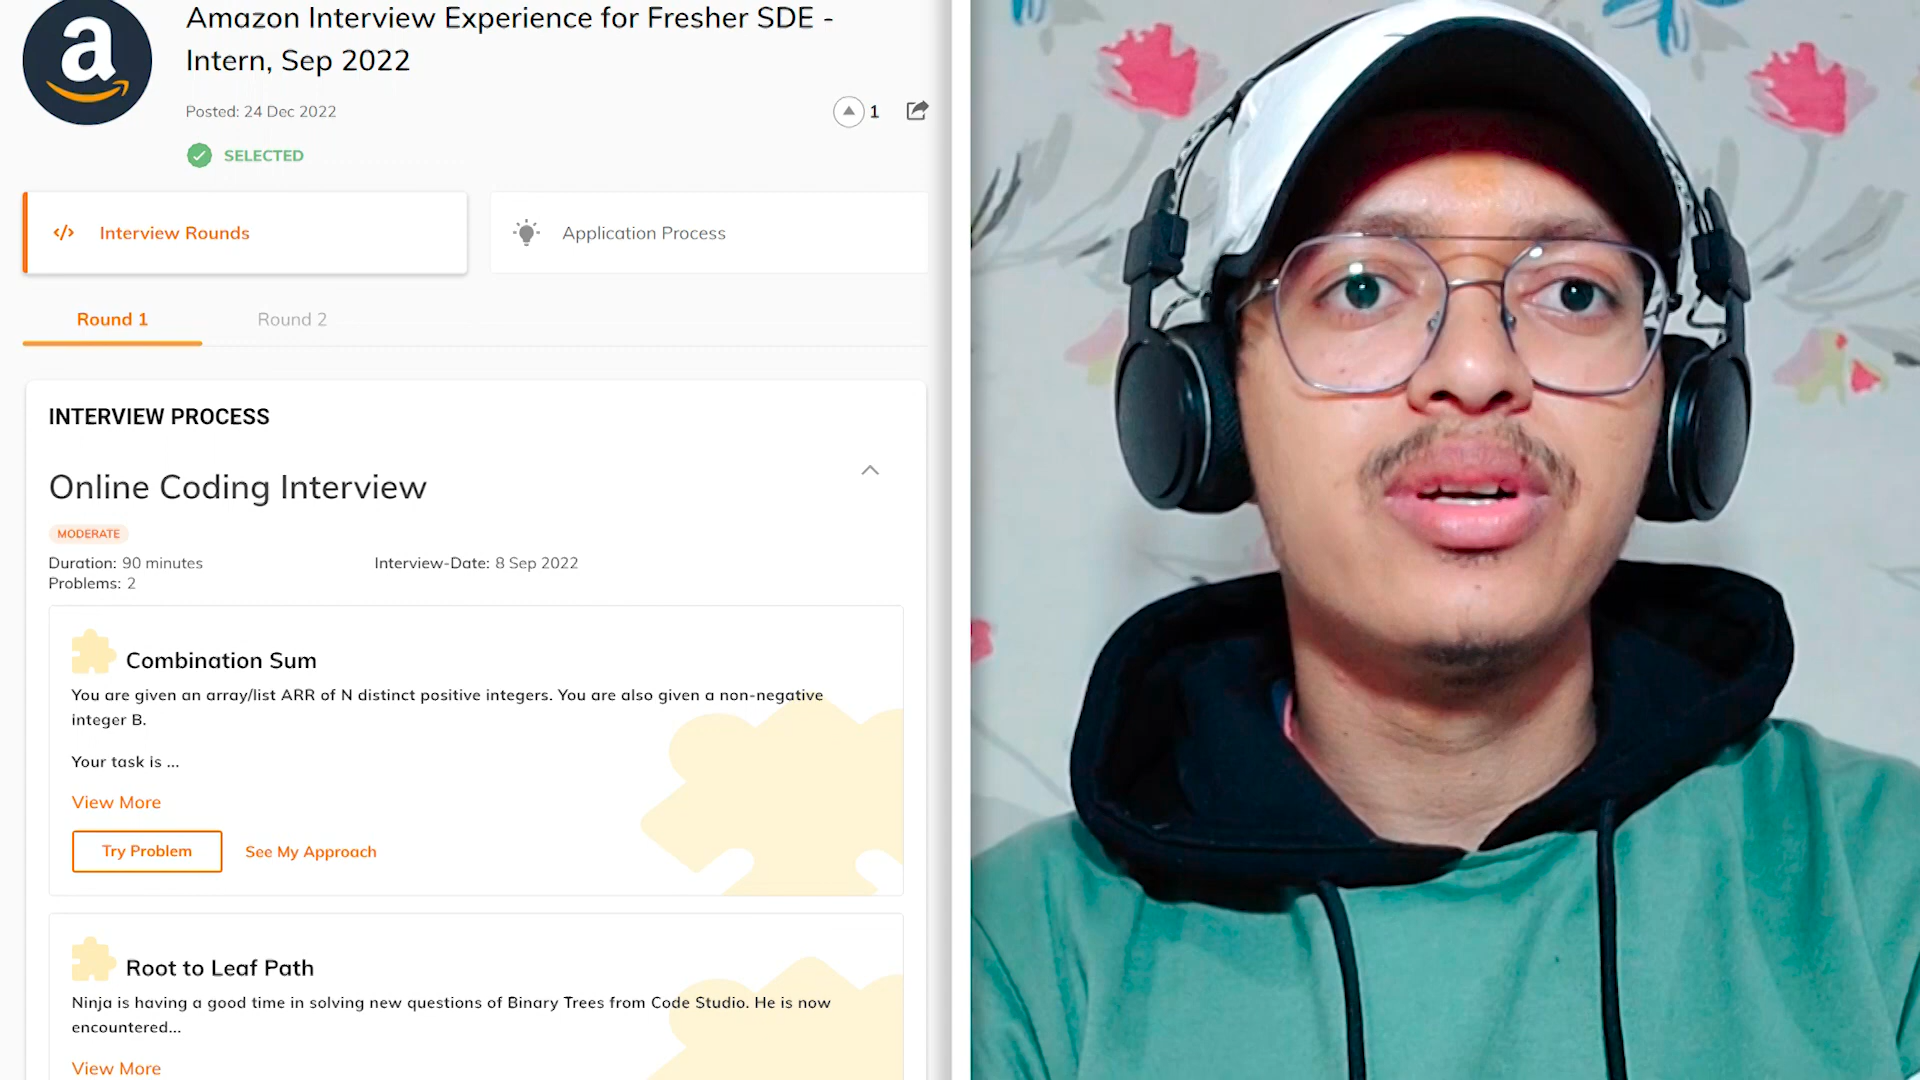 a
Amazon Interview Experience for Fresher SDE -
Intern, Sep 2022
Posted: 24 Dec 2022
1
SELECTED
</> Interview Rounds
Application Process
Round 1
Round 2
INTERVIEW PROCESS
Online Coding Interview
MODERATE
Duration: 90 minutes
Interview-Date: 8 Sep 2022
Problems: 2
Combination Sum
You are given an array/list ARR of N distinct positive integers. You are also given a non-negative
integer B.
Your task is ...
View More
Try Problem
See My Approach
Root to Leaf Path
Ninja is having a good time in solving new questions of Binary Trees from Code Studio. He is now
encountered...
View More